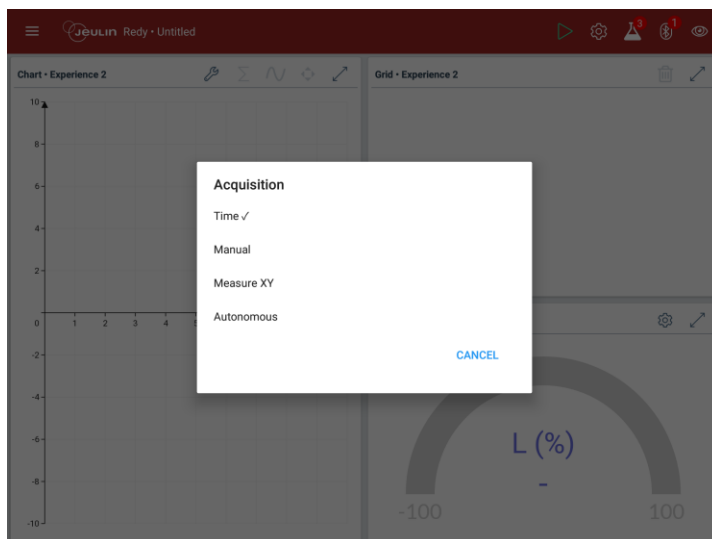 Jeulin Redy • Untitled
3
1
Chart • Experience 2
Grid • Experience 2
10
8
6
4
2
0 1 2 3 4 5
-2
-4
-6
-8
-10
Acquisition
Time ✓
Manual
Measure XY
Autonomous
CANCEL
L (%)
-
-100 100